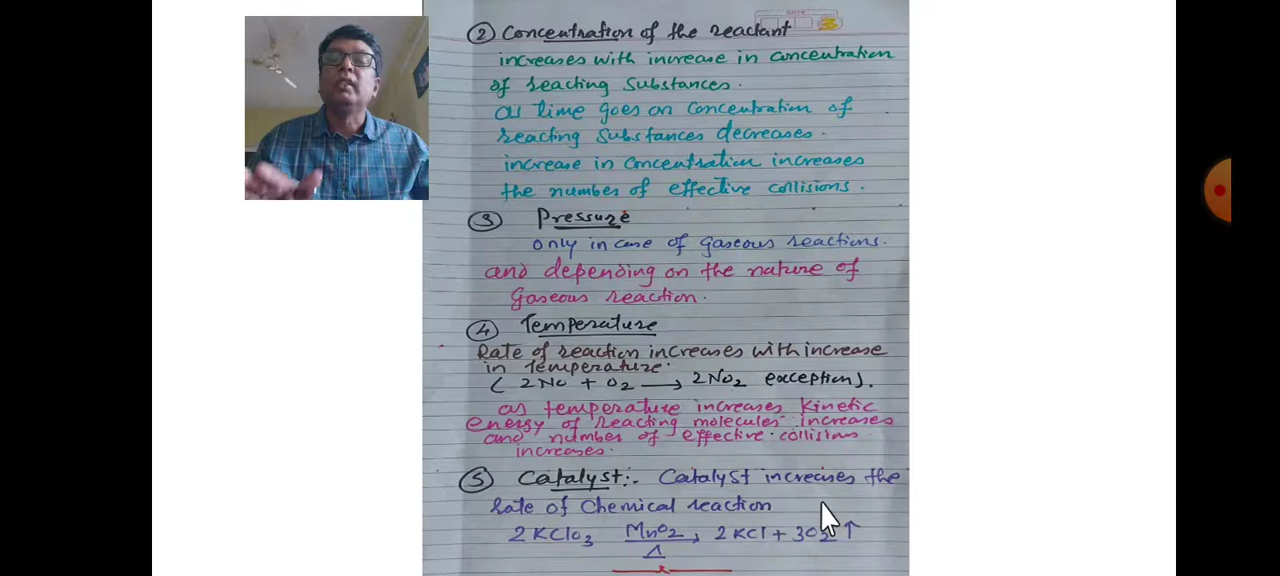 DATE
3
② Concentration of the reactant
increases with increase in concentration
of reacting substances.
as time goes on concentration of
reacting substances decreases.
increase in concentration increases
the number of effective collisions.
③ Pressure
only in case of gaseous reactions.
and depending on the nature of
gaseous reaction.
④ Temperature
Rate of reaction increases with increase
in Temperature.
( 2NO + O2 ⟶ 2NO2 exception).
as temperature increases Kinetic
energy of reacting molecules increases
and number of effective collisions
increases.
⑤ Catalyst:. Catalyst increases the
rate of Chemical reaction
2KClO3 MnO2 Δ → 2KCl + 3O2 ↑